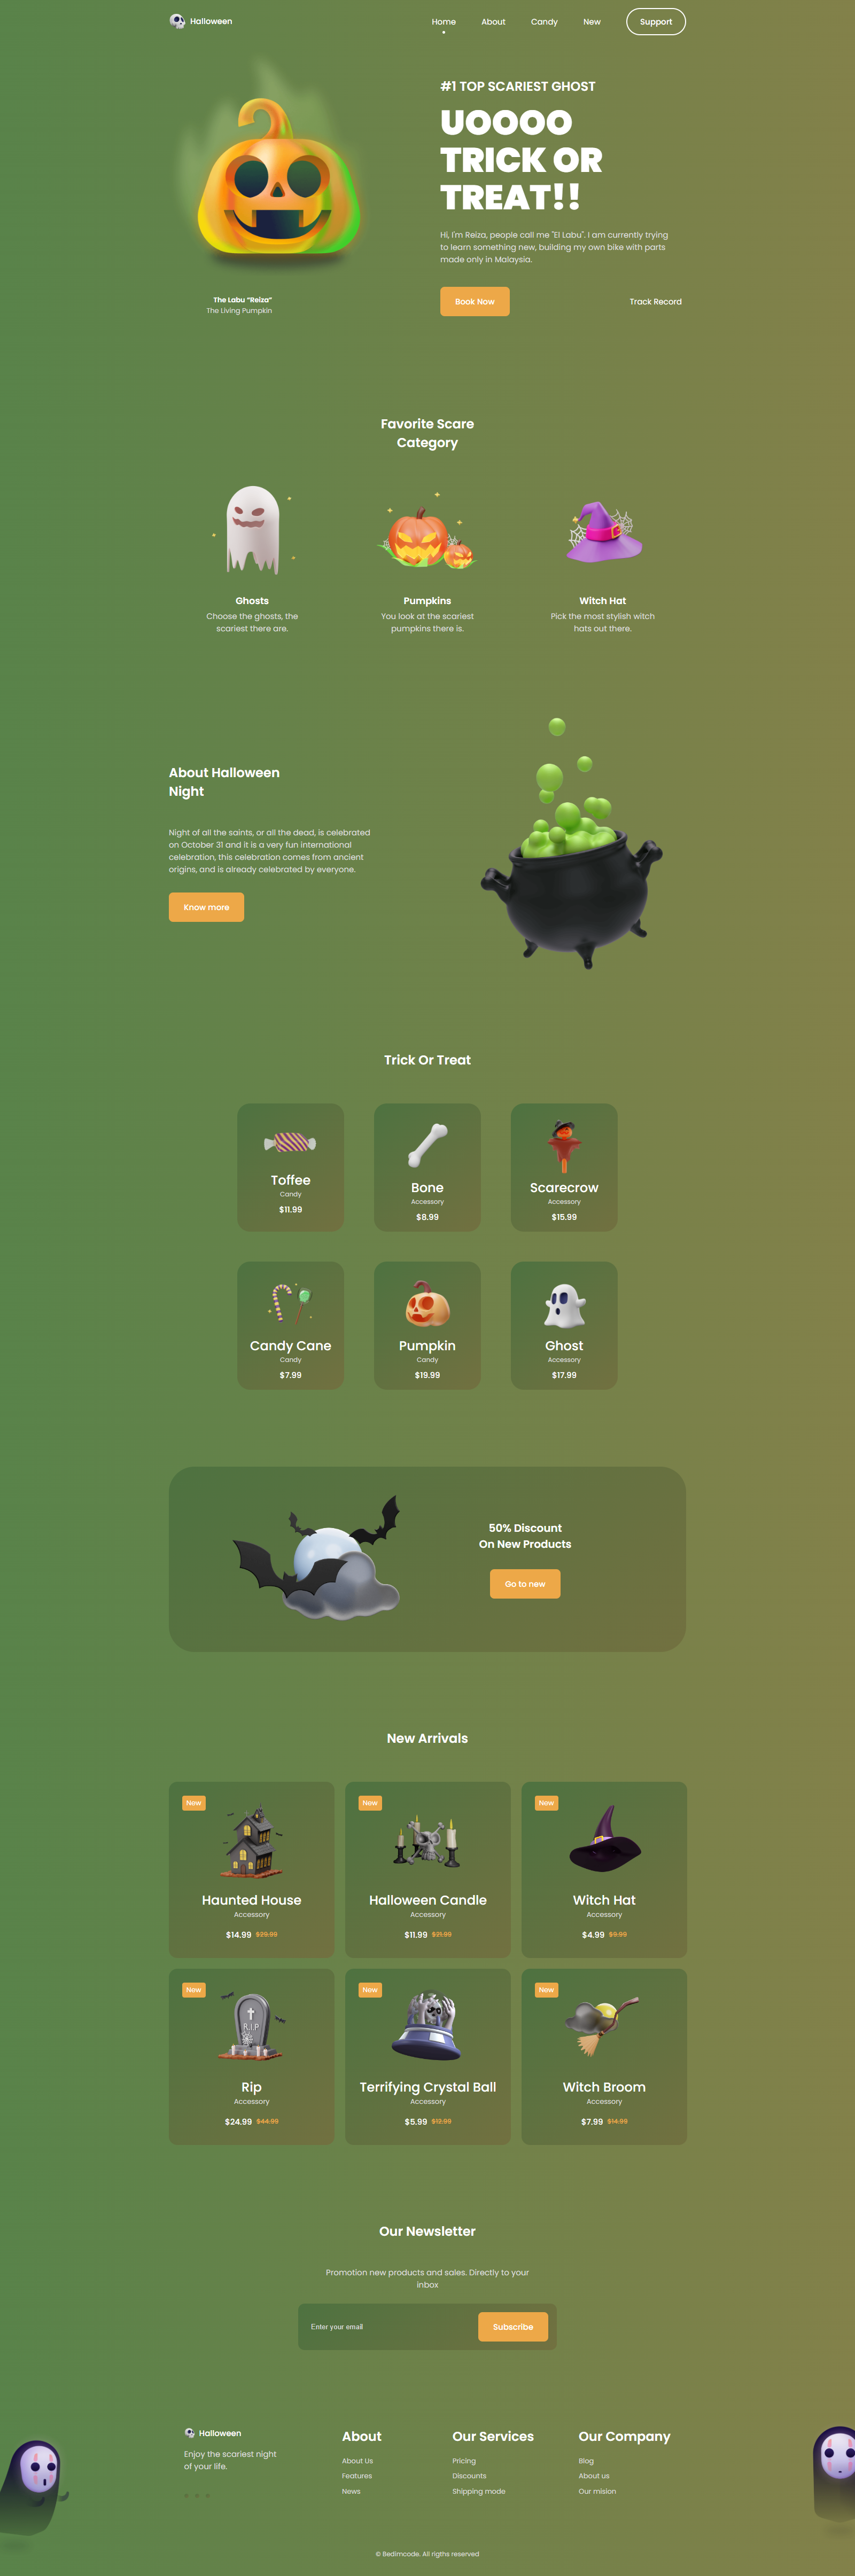 Halloween
Home
About
Candy
New
Support
#1 TOP SCARIEST GHOST
UOOOO
TRICK OR
TREAT!!
Hi, I'm Reiza, people call me "El Labu". I am currently trying
to learn something new, building my own bike with parts
made only in Malaysia.
Book Now
Track Record
The Labu “Reiza”
The Living Pumpkin
Favorite Scare
Category
Ghosts
Choose the ghosts, the
scariest there are.
Pumpkins
You look at the scariest
pumpkins there is.
Witch Hat
Pick the most stylish witch
hats out there.
About Halloween
Night
Night of all the saints, or all the dead, is celebrated
on October 31 and it is a very fun international
celebration, this celebration comes from ancient
origins, and is already celebrated by everyone.
Know more
Trick Or Treat
Toffee
Candy
$11.99
Bone
Accessory
$8.99
Scarecrow
Accessory
$15.99
Candy Cane
Candy
$7.99
Pumpkin
Candy
$19.99
Ghost
Accessory
$17.99
50% Discount
On New Products
Go to new
New Arrivals
New
Haunted House
Accessory
$14.99 $29.99
New
Halloween Candle
Accessory
$11.99 $21.99
New
Witch Hat
Accessory
$4.99 $9.99
New
R.I.P
Rip
Accessory
$24.99 $44.99
New
Terrifying Crystal Ball
Accessory
$5.99 $12.99
New
Witch Broom
Accessory
$7.99 $14.99
Our Newsletter
Promotion new products and sales. Directly to your
inbox
Enter your email
Subscribe
Halloween
Enjoy the scariest night
of your life.
About
About Us
Features
News
Our Services
Pricing
Discounts
Shipping mode
Our Company
Blog
About us
Our mision
© Bedimcode. All rigths reserved